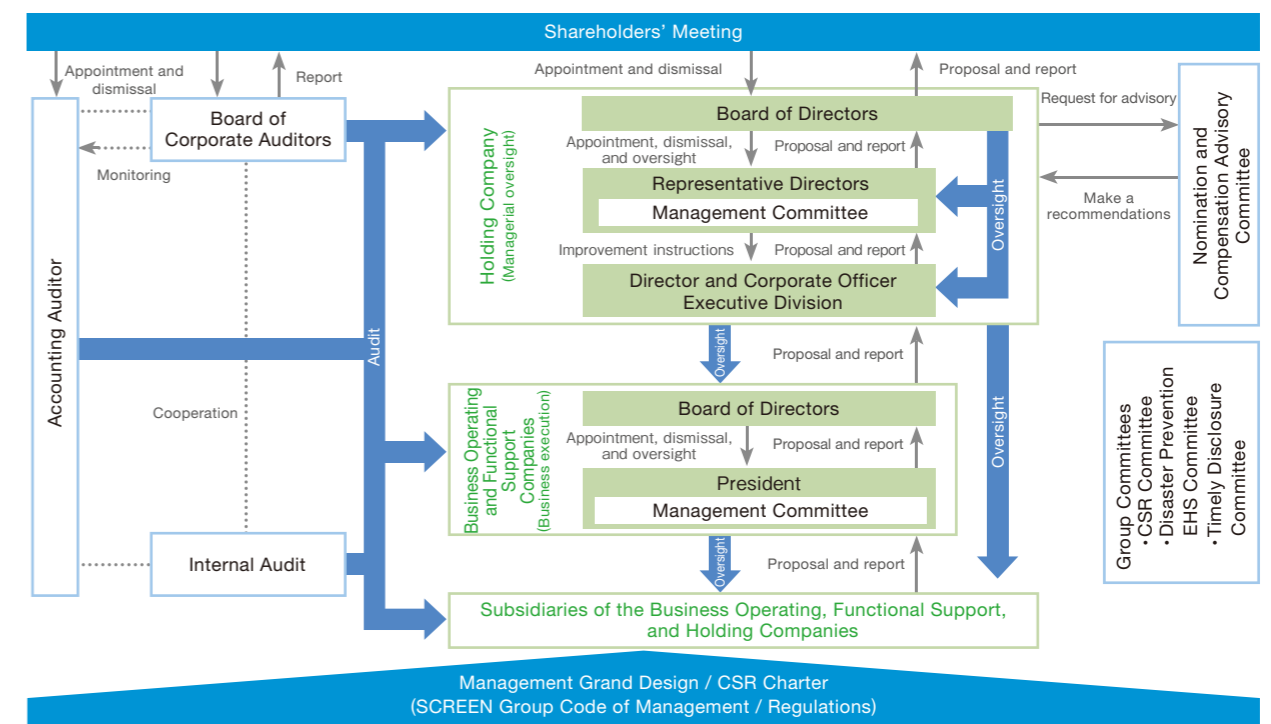 Shareholders’ Meeting
Appointment and
dismissal
Report
Appointment and dismissal
Proposal and report
Accounting Auditor
Board of
Corporate Auditors
Monitoring
Cooperation
Internal Audit
Audit
Holding Company
(Managerial oversight)
Board of Directors
Appointment, dismissal,
and oversight
Proposal and report
Representative Directors
Management Committee
Improvement instructions
Proposal and report
Director and Corporate Officer
Executive Division
Oversight
Request for advisory
Make a
recommendations
Nomination and
Compensation Advisory
Committee
Oversight
Proposal and report
Oversight
Business Operating
and Functional
Support
Companies
(Business execution)
Board of Directors
Appointment, dismissal,
and oversight
Proposal and report
President
Management Committee
Oversight
Proposal and report
Group Committees
・CSR Committee
・Disaster Prevention
EHS Committee
・Timely Disclosure
Committee
Subsidiaries of the Business Operating, Functional Support,
and Holding Companies
Management Grand Design / CSR Charter
(SCREEN Group Code of Management / Regulations)